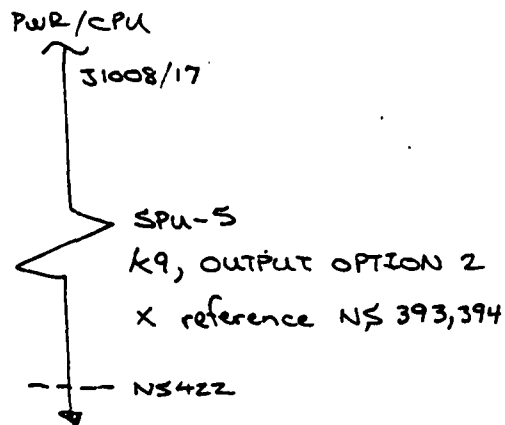 PWR/CPU
J1008/17
SPU-5
K9, OUTPUT OPTION 2
X reference NS 393,394
NS422